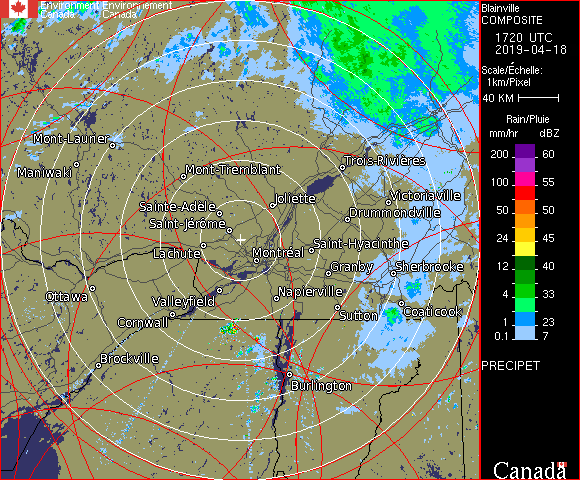 Environment Environnement
Canada Canada
Blainville
COMPOSITE
1720 UTC
2019-04-18
Scale/Échelle:
1km/Pixel
40 KM
Rain/Pluie
mm/hr dBZ
200 60
100 55
50 50
24 45
12 40
4 33
1 23
0.1 7
PRECIPET
Canada
Mont-Laurier
Maniwaki
Mont-Tremblant
Trois-Rivières
Sainte-Adèle
Joliette
Victoriaville
Saint-Jérôme
Drummondville
Lachute
Montréal
Saint-Hyacinthe
Granby
Sherbrooke
Ottawa
Valleyfield
Napierville
Cornwall
Sutton
Coaticook
Brockville
Burlington